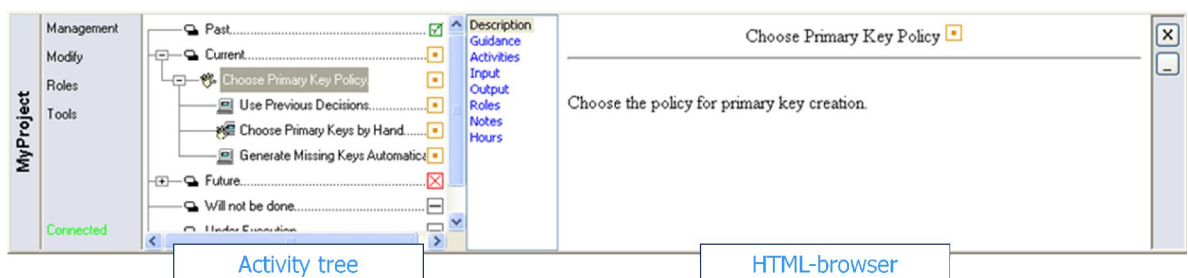 MyProject
Management
Modify
Roles
Tools
Connected
Past
Current
Choose Primary Key Policy
Use Previous Decisions
Choose Primary Keys by Hand
Generate Missing Keys Automatica
Future
Will not be done
Under Execution
Description
Guidance
Activities
Input
Output
Roles
Notes
Hours
Choose Primary Key Policy
Choose the policy for primary key creation.
Activity tree
HTML-browser